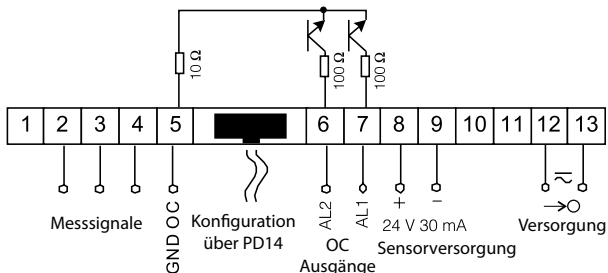 10 Ω
100 Ω
100 Ω
1 2 3 4 5 6 7 8 9 10 11 12 13
Messsignale
GND OC
Konfiguration
über PD14
AL2
AL1
OC
Ausgänge
+ −
24 V 30 mA
Sensorversorgung
Versorgung